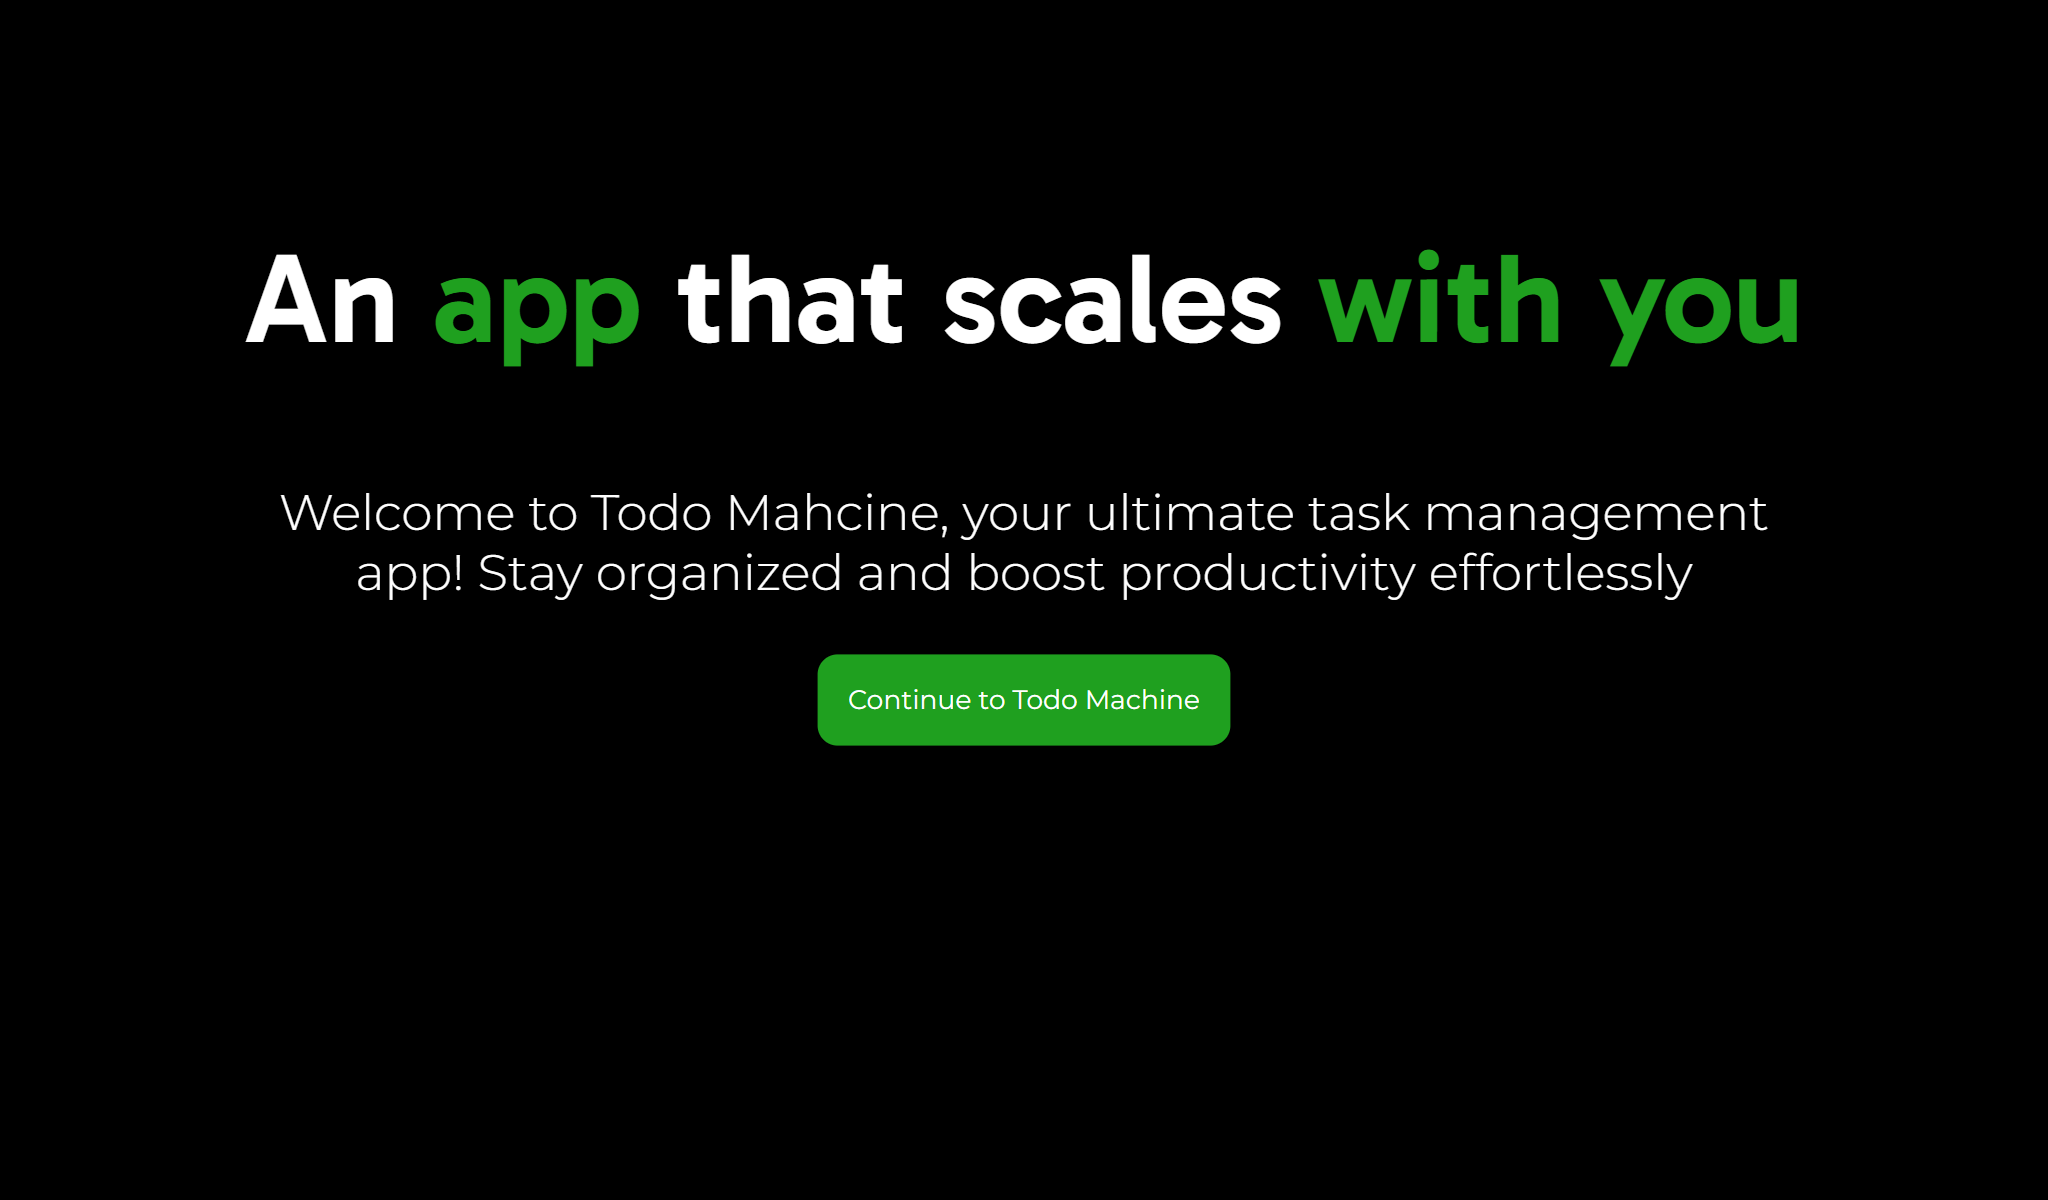 An app that scales with you
Welcome to Todo Mahcine, your ultimate task management
app! Stay organized and boost productivity effortlessly
Continue to Todo Machine